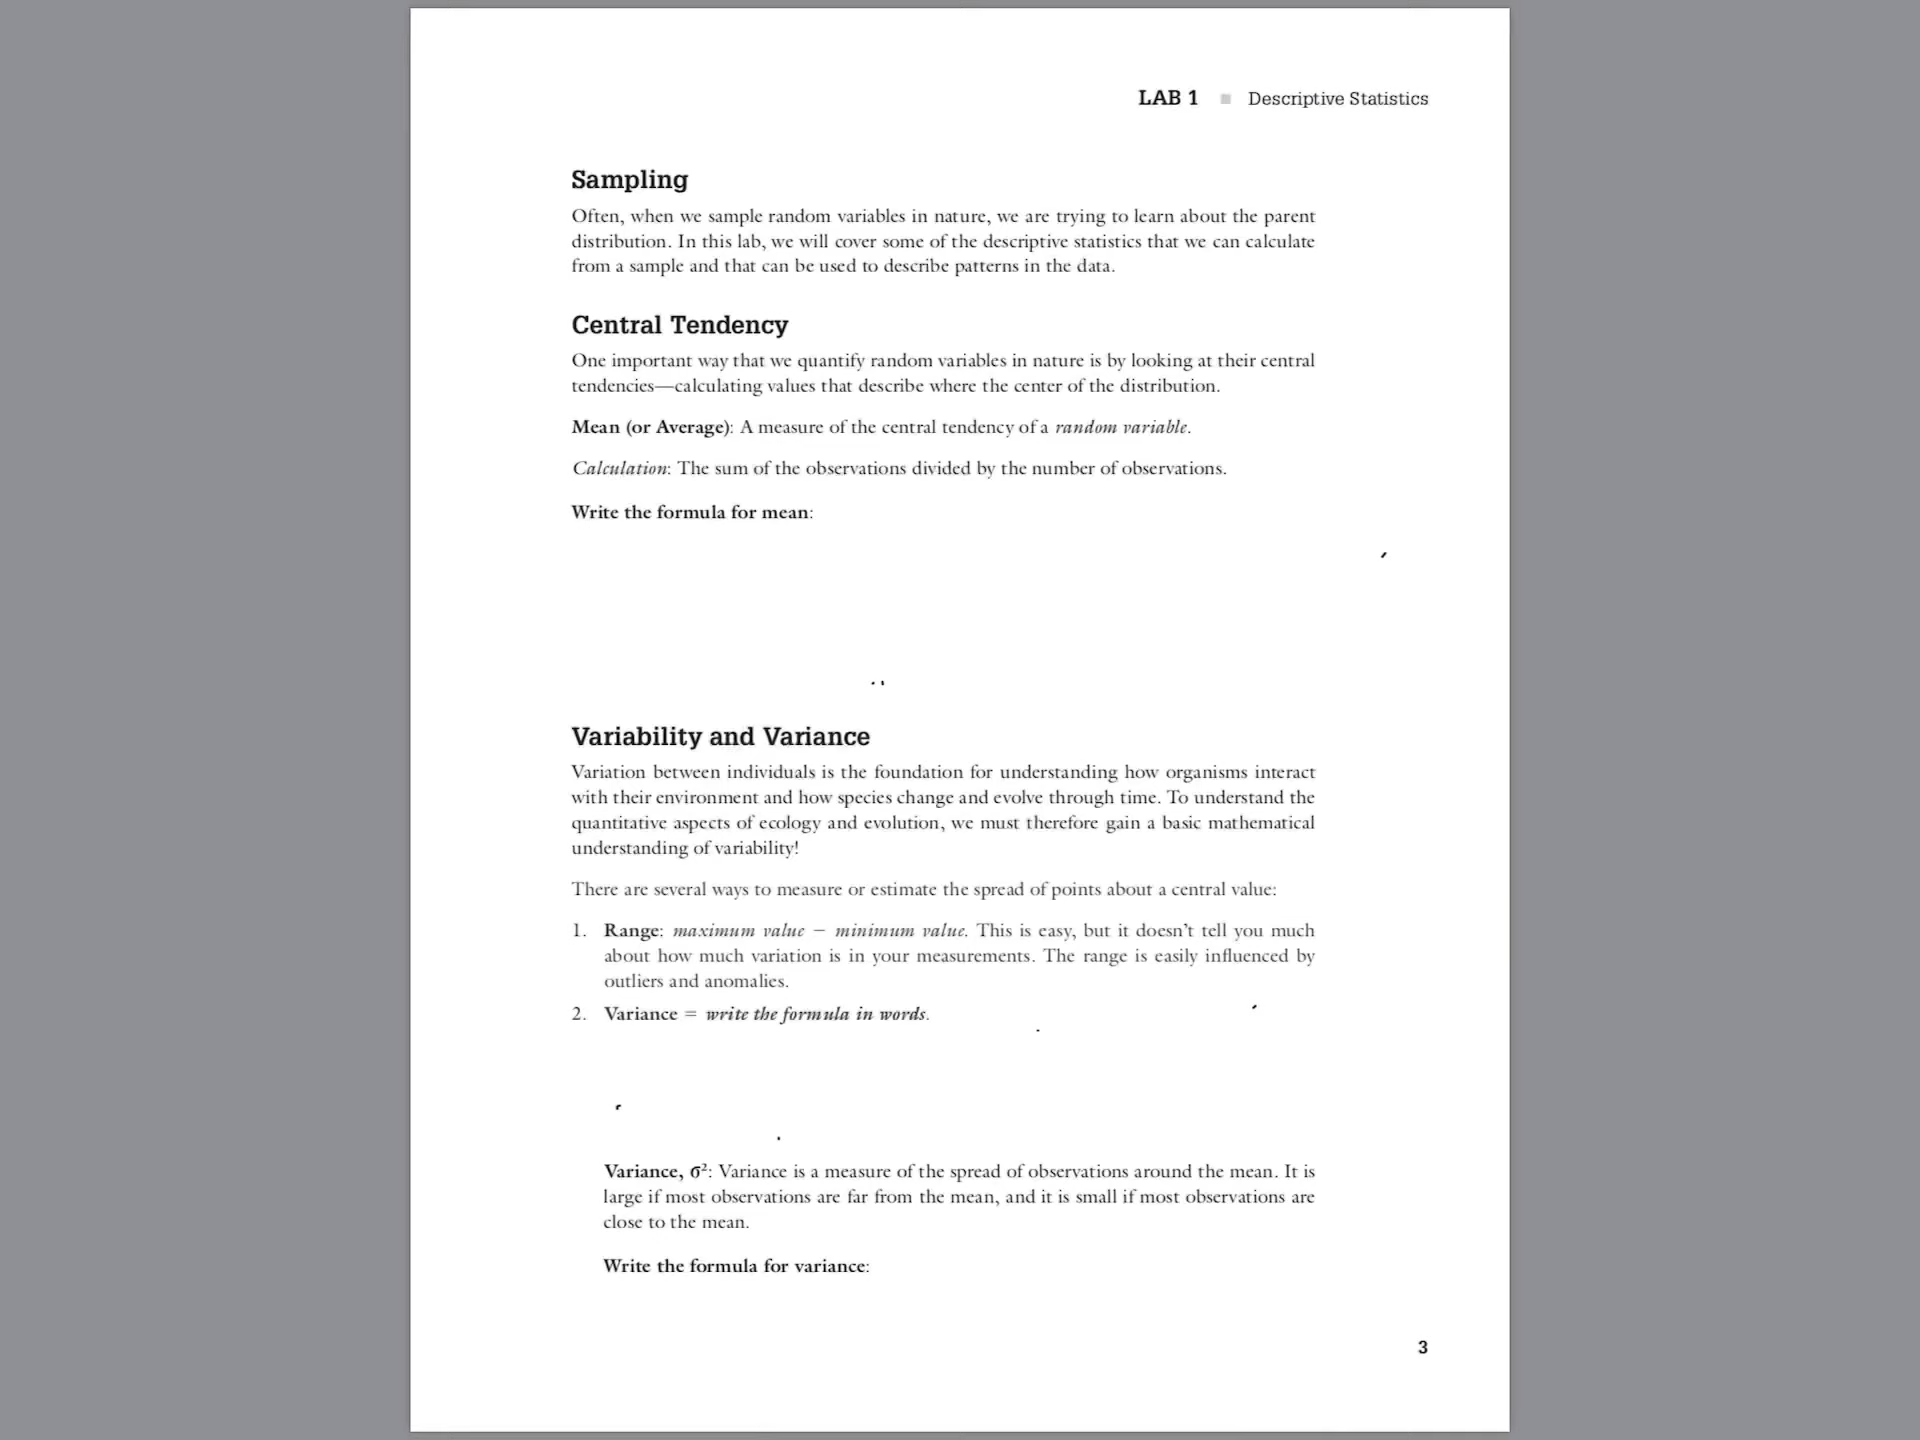 LAB 1 ■ Descriptive Statistics
Sampling
Often, when we sample random variables in nature, we are trying to learn about the parent
distribution. In this lab, we will cover some of the descriptive statistics that we can calculate
from a sample and that can be used to describe patterns in the data.
Central Tendency
One important way that we quantify random variables in nature is by looking at their central
tendencies—calculating values that describe where the center of the distribution.
Mean (or Average): A measure of the central tendency of a random variable.
Calculation: The sum of the observations divided by the number of observations.
Write the formula for mean:
Variability and Variance
Variation between individuals is the foundation for understanding how organisms interact
with their environment and how species change and evolve through time. To understand the
quantitative aspects of ecology and evolution, we must therefore gain a basic mathematical
understanding of variability!
There are several ways to measure or estimate the spread of points about a central value:
1. Range: maximum value − minimum value. This is easy, but it doesn't tell you much
about how much variation is in your measurements. The range is easily influenced by
outliers and anomalies.
2. Variance = write the formula in words.
Variance, σ²: Variance is a measure of the spread of observations around the mean. It is
large if most observations are far from the mean, and it is small if most observations are
close to the mean.
Write the formula for variance:
3